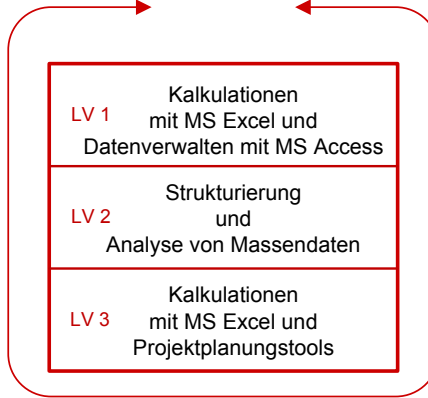 LV 1
Kalkulationen
mit MS Excel und
Datenverwalten mit MS Access
LV 2
Strukturierung
und
Analyse von Massendaten
LV 3
Kalkulationen
mit MS Excel und
Projektplanungstools